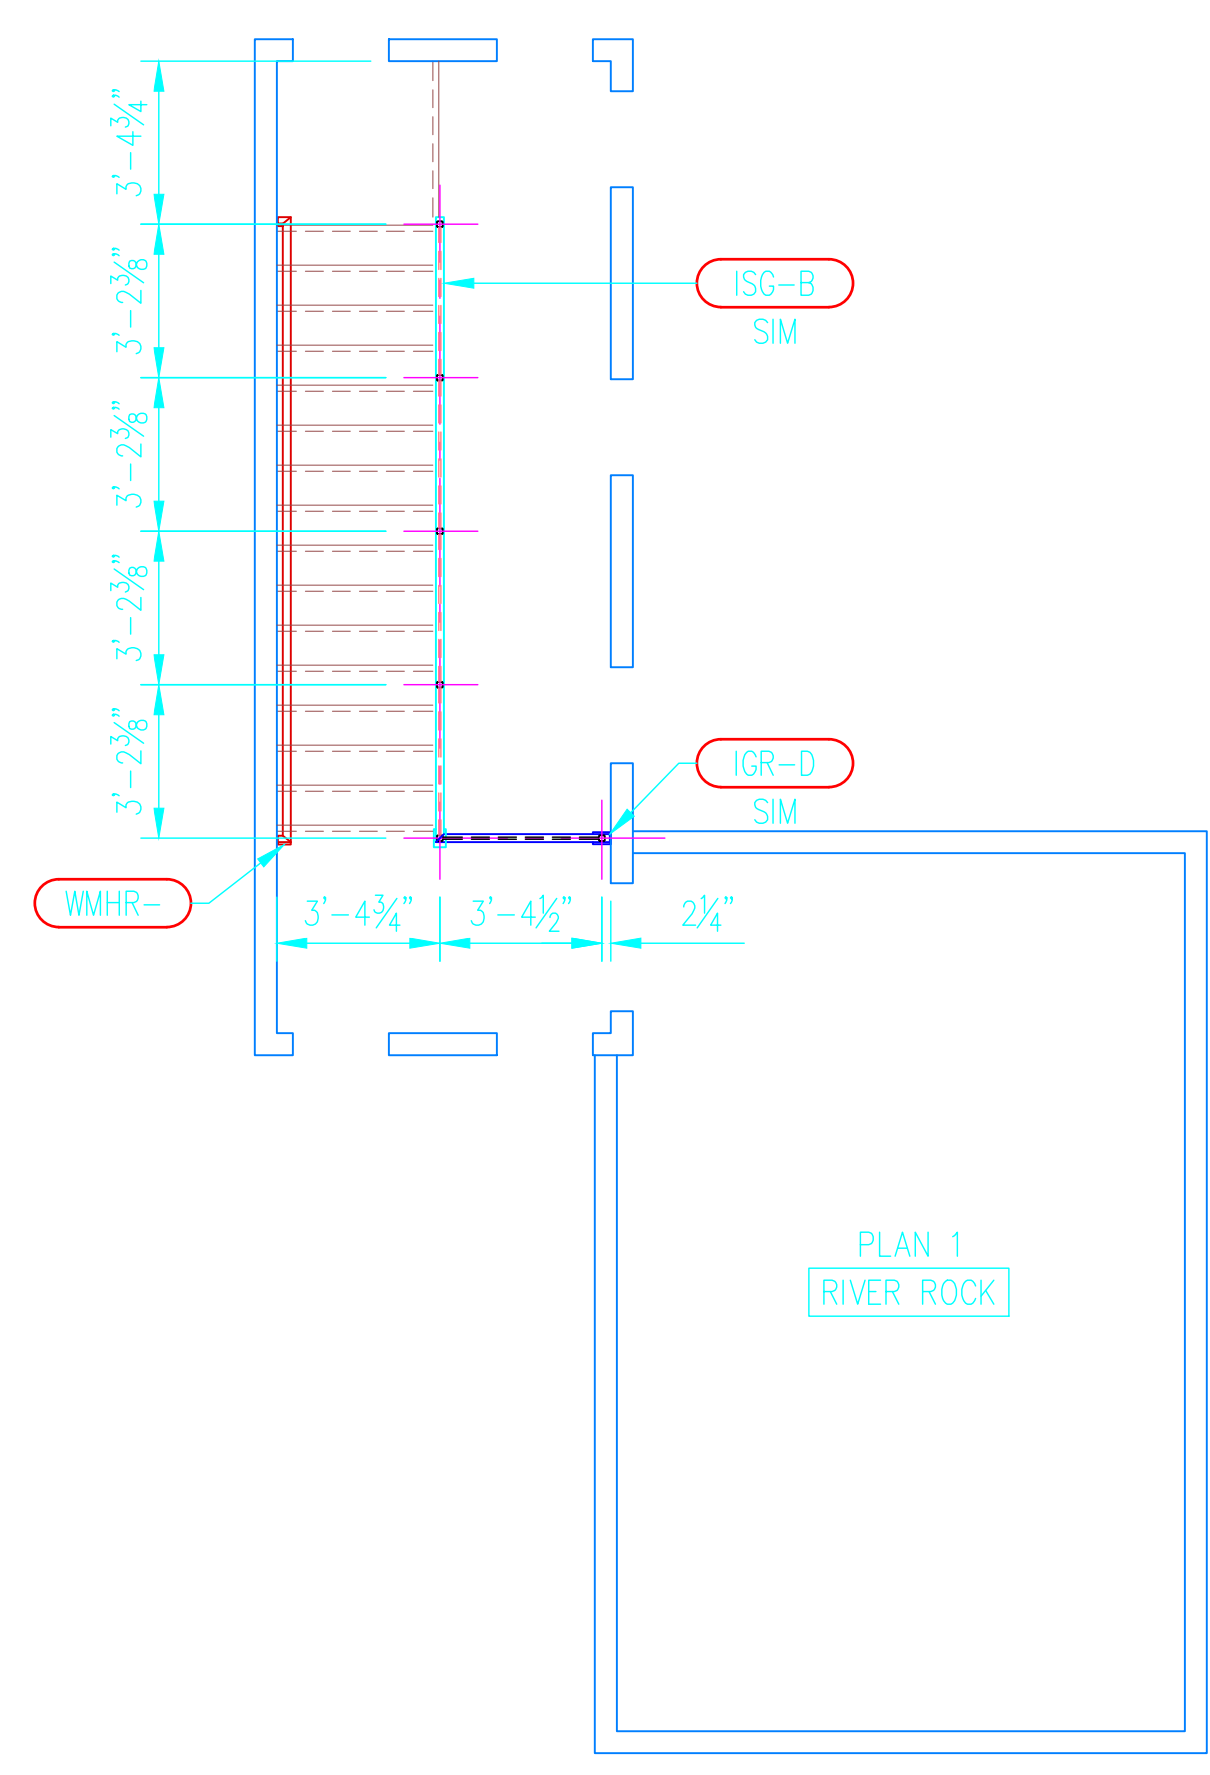 3'-4¾"
3'-2⅜"
3'-2⅜"
3'-2⅜"
3'-2⅜"
ISG-B
SIM
IGR-D
SIM
WMHR-
3'-4¾"
3'-4½"
2¼"
PLAN 1
RIVER ROCK